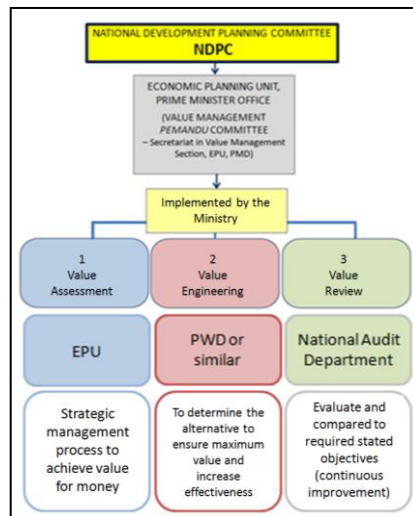 NATIONAL DEVELOPMENT PLANNING COMMITTEE
NDPC
ECONOMIC PLANNING UNIT,
PRIME MINISTER OFFICE
(VALUE MANAGEMENT
PEMANDU COMMITTEE
– Secretariat in Value Management
Section, EPU, PMD)
Implemented by the
Ministry
1
Value
Assessment
2
Value
Engineering
3
Value
Review
EPU
PWD or
similar
National Audit
Department
Strategic
management
process to
achieve value
for money
To determine the
alternative to
ensure maximum
value and
increase
effectiveness
Evaluate and
compared to
required stated
objectives
(continuous
improvement)